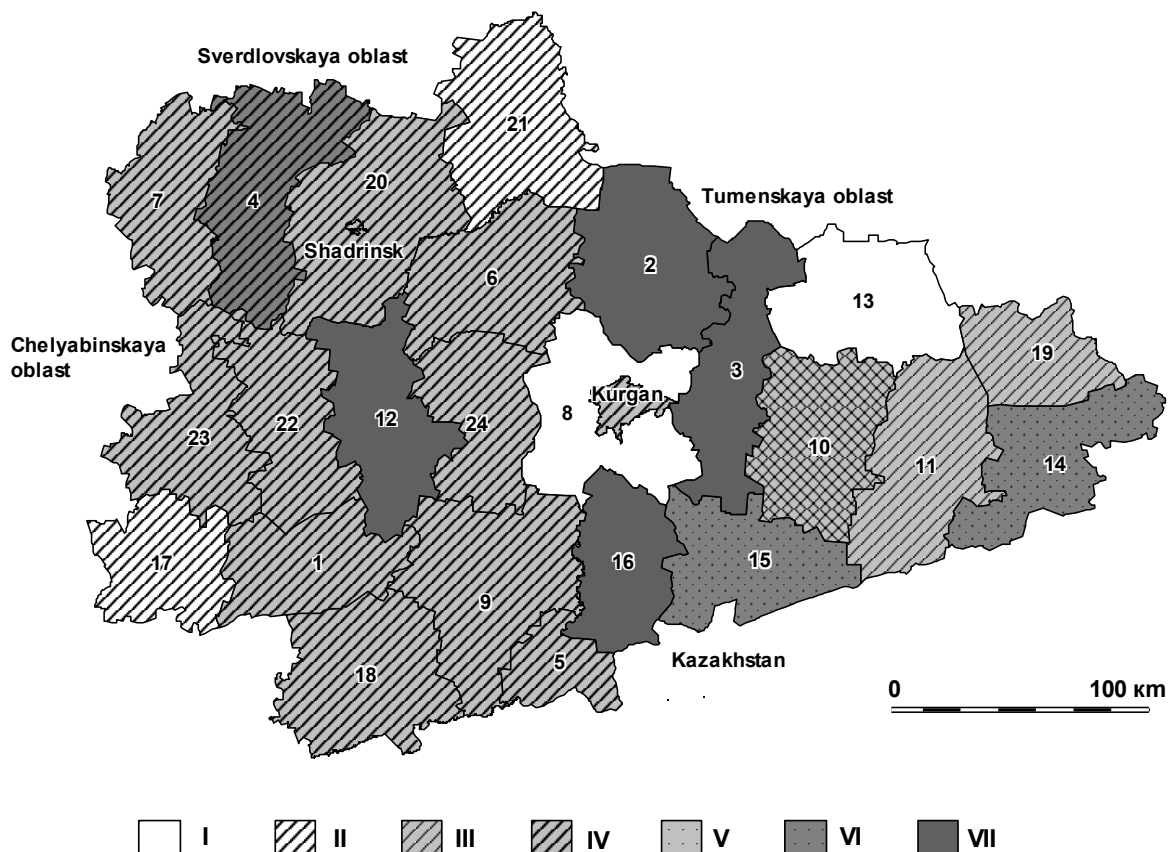 Sverdlovskaya oblast
21
20
7
4
Tumenskaya oblast
Shadrinsk
6
2
13
Chelyabinskaya
oblast
19
3
Kurgan
8
12
22
24
23
10
11
14
17
1
15
16
9
5
18
Kazakhstan
0 100 км
I II III IV V VI VII